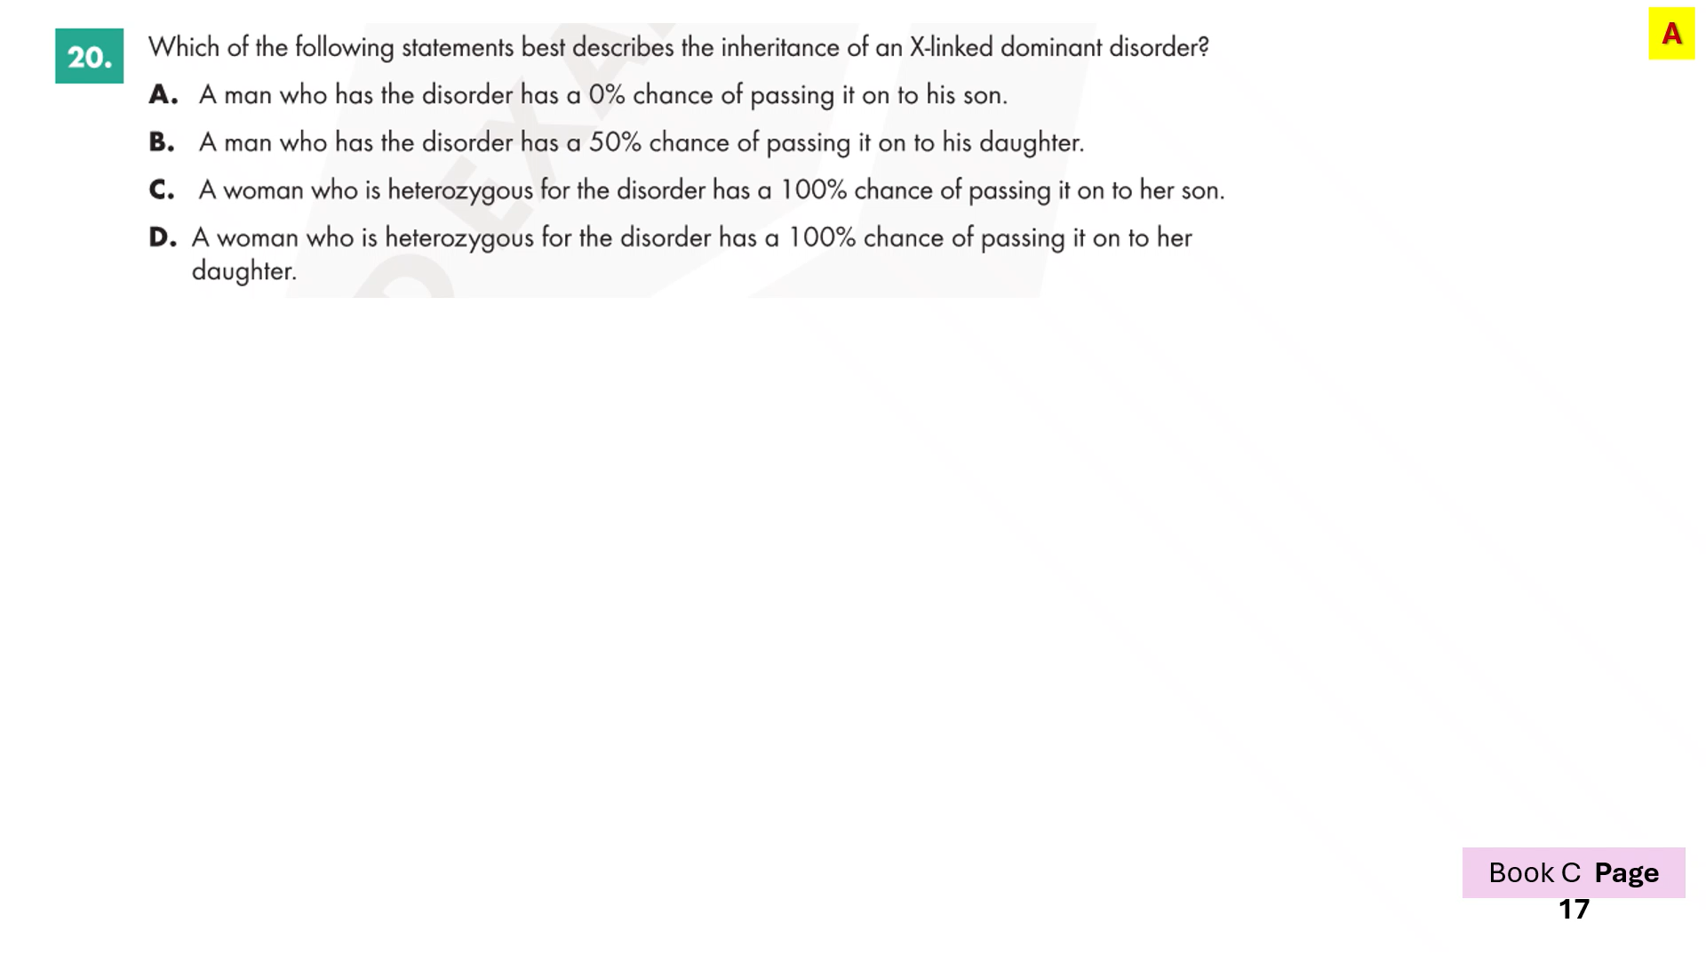 A
20. Which of the following statements best describes the inheritance of an X-linked dominant disorder?
A. A man who has the disorder has a 0% chance of passing it on to his son.
B. A man who has the disorder has a 50% chance of passing it on to his daughter.
C. A woman who is heterozygous for the disorder has a 100% chance of passing it on to her son.
D. A woman who is heterozygous for the disorder has a 100% chance of passing it on to her
daughter.
Book C Page
17